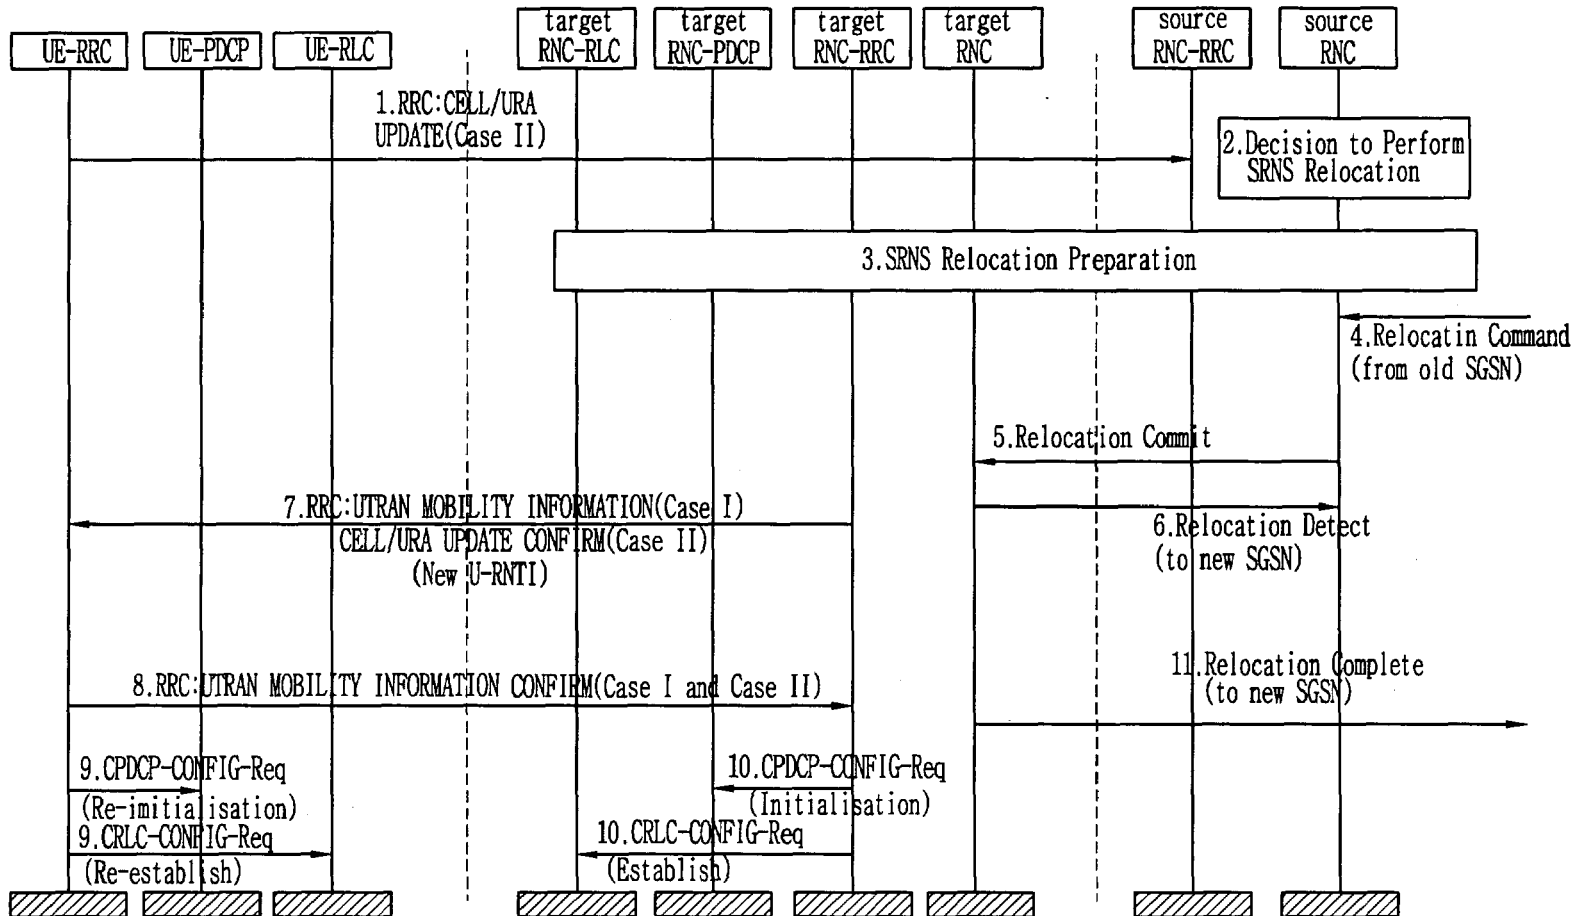 UE-RRC
UE-PDCP
UE-RLC
target
RNC-RLC
target
RNC-PDCP
target
RNC-RRC
target
RNC
source
RNC-RRC
source
RNC
1.RRC:CELL/URA
UPDATE(Case II)
2.Decision to Perform
SRNS Relocation
3.SRNS Relocation Preparation
4.Relocatin Command
(from old SGSN)
5.Relocation Commit
6.Relocation Detect
(to new SGSN)
7.RRC:UTRAN MOBILITY INFORMATION(Case I)
CELL/URA UPDATE CONFIRM(Case II)
(New U-RNTI)
8.RRC:UTRAN MOBILITY INFORMATION CONFIRM(Case I and Case II)
11.Relocation Complete
(to new SGSN)
9.CPDCP-CONFIG-Req
(Re-imitialisation)
10.CPDCP-CONFIG-Req
(Initialisation)
9.CRLC-CONFIG-Req
(Re-establish)
10.CRLC-CONFIG-Req
(Establish)